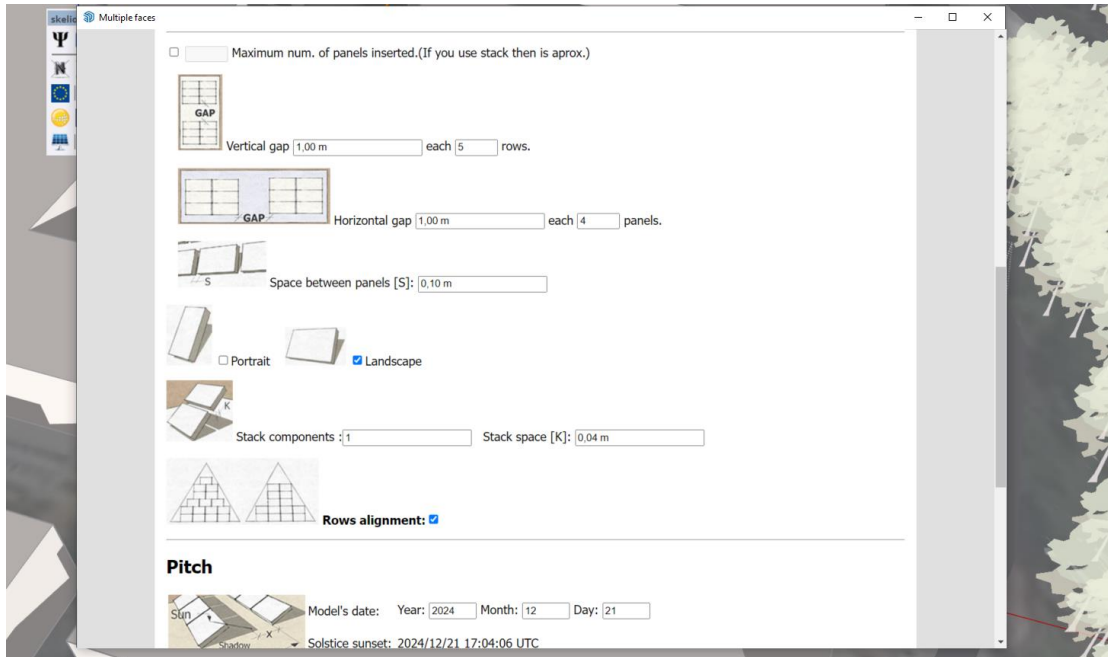 skelio
Multiple faces
Maximum num. of panels inserted.(If you use stack then is aprox.)
GAP
Vertical gap 1,00 m each 5 rows.
GAP
Horizontal gap 1,00 m each 4 panels.
S
Space between panels [S]: 0,10 m
Portrait Landscape
K
Stack components : 1 Stack space [K]: 0,04 m
Rows alignment:
Pitch
Sun
Model's date: Year: 2024 Month: 12 Day: 21
X
Shadow
Solstice sunset: 2024/12/21 17:04:06 UTC